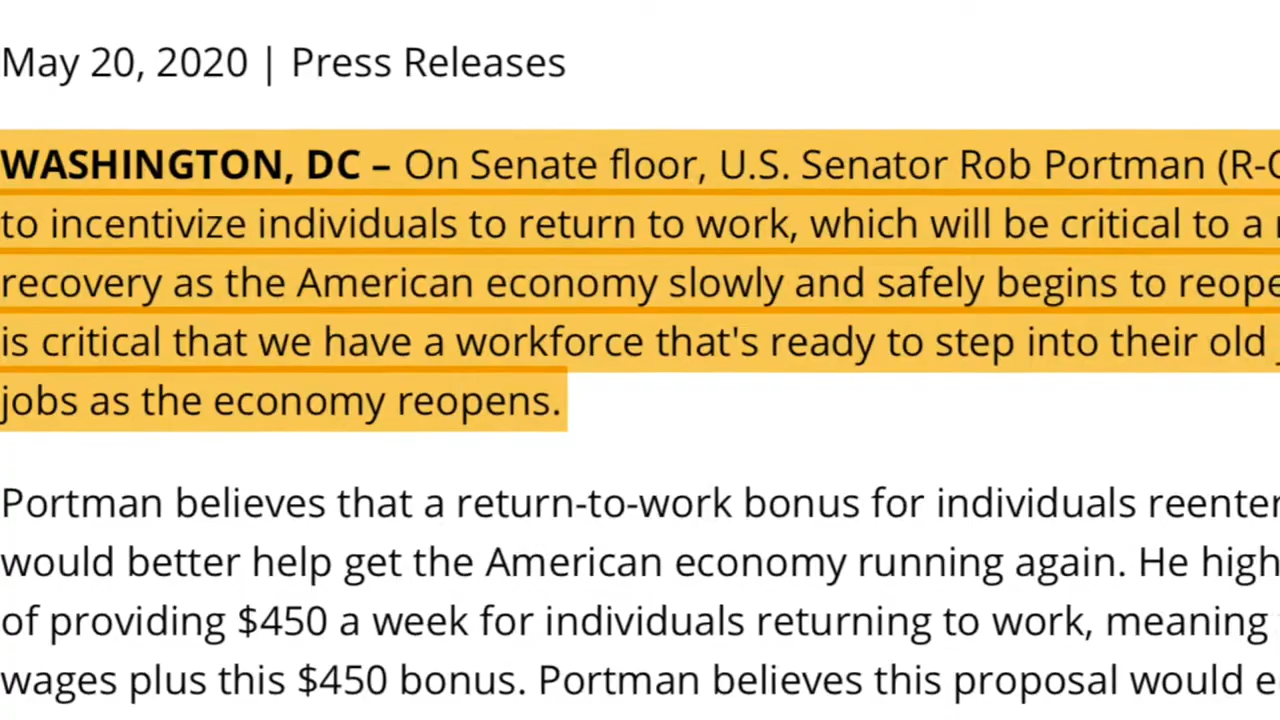 May 20, 2020 | Press Releases
WASHINGTON, DC – On Senate floor, U.S. Senator Rob Portman (R-O
to incentivize individuals to return to work, which will be critical to a
recovery as the American economy slowly and safely begins to reope
is critical that we have a workforce that's ready to step into their old
jobs as the economy reopens.
Portman believes that a return-to-work bonus for individuals reenter
would better help get the American economy running again. He high
of providing $450 a week for individuals returning to work, meaning
wages plus this $450 bonus. Portman believes this proposal would e